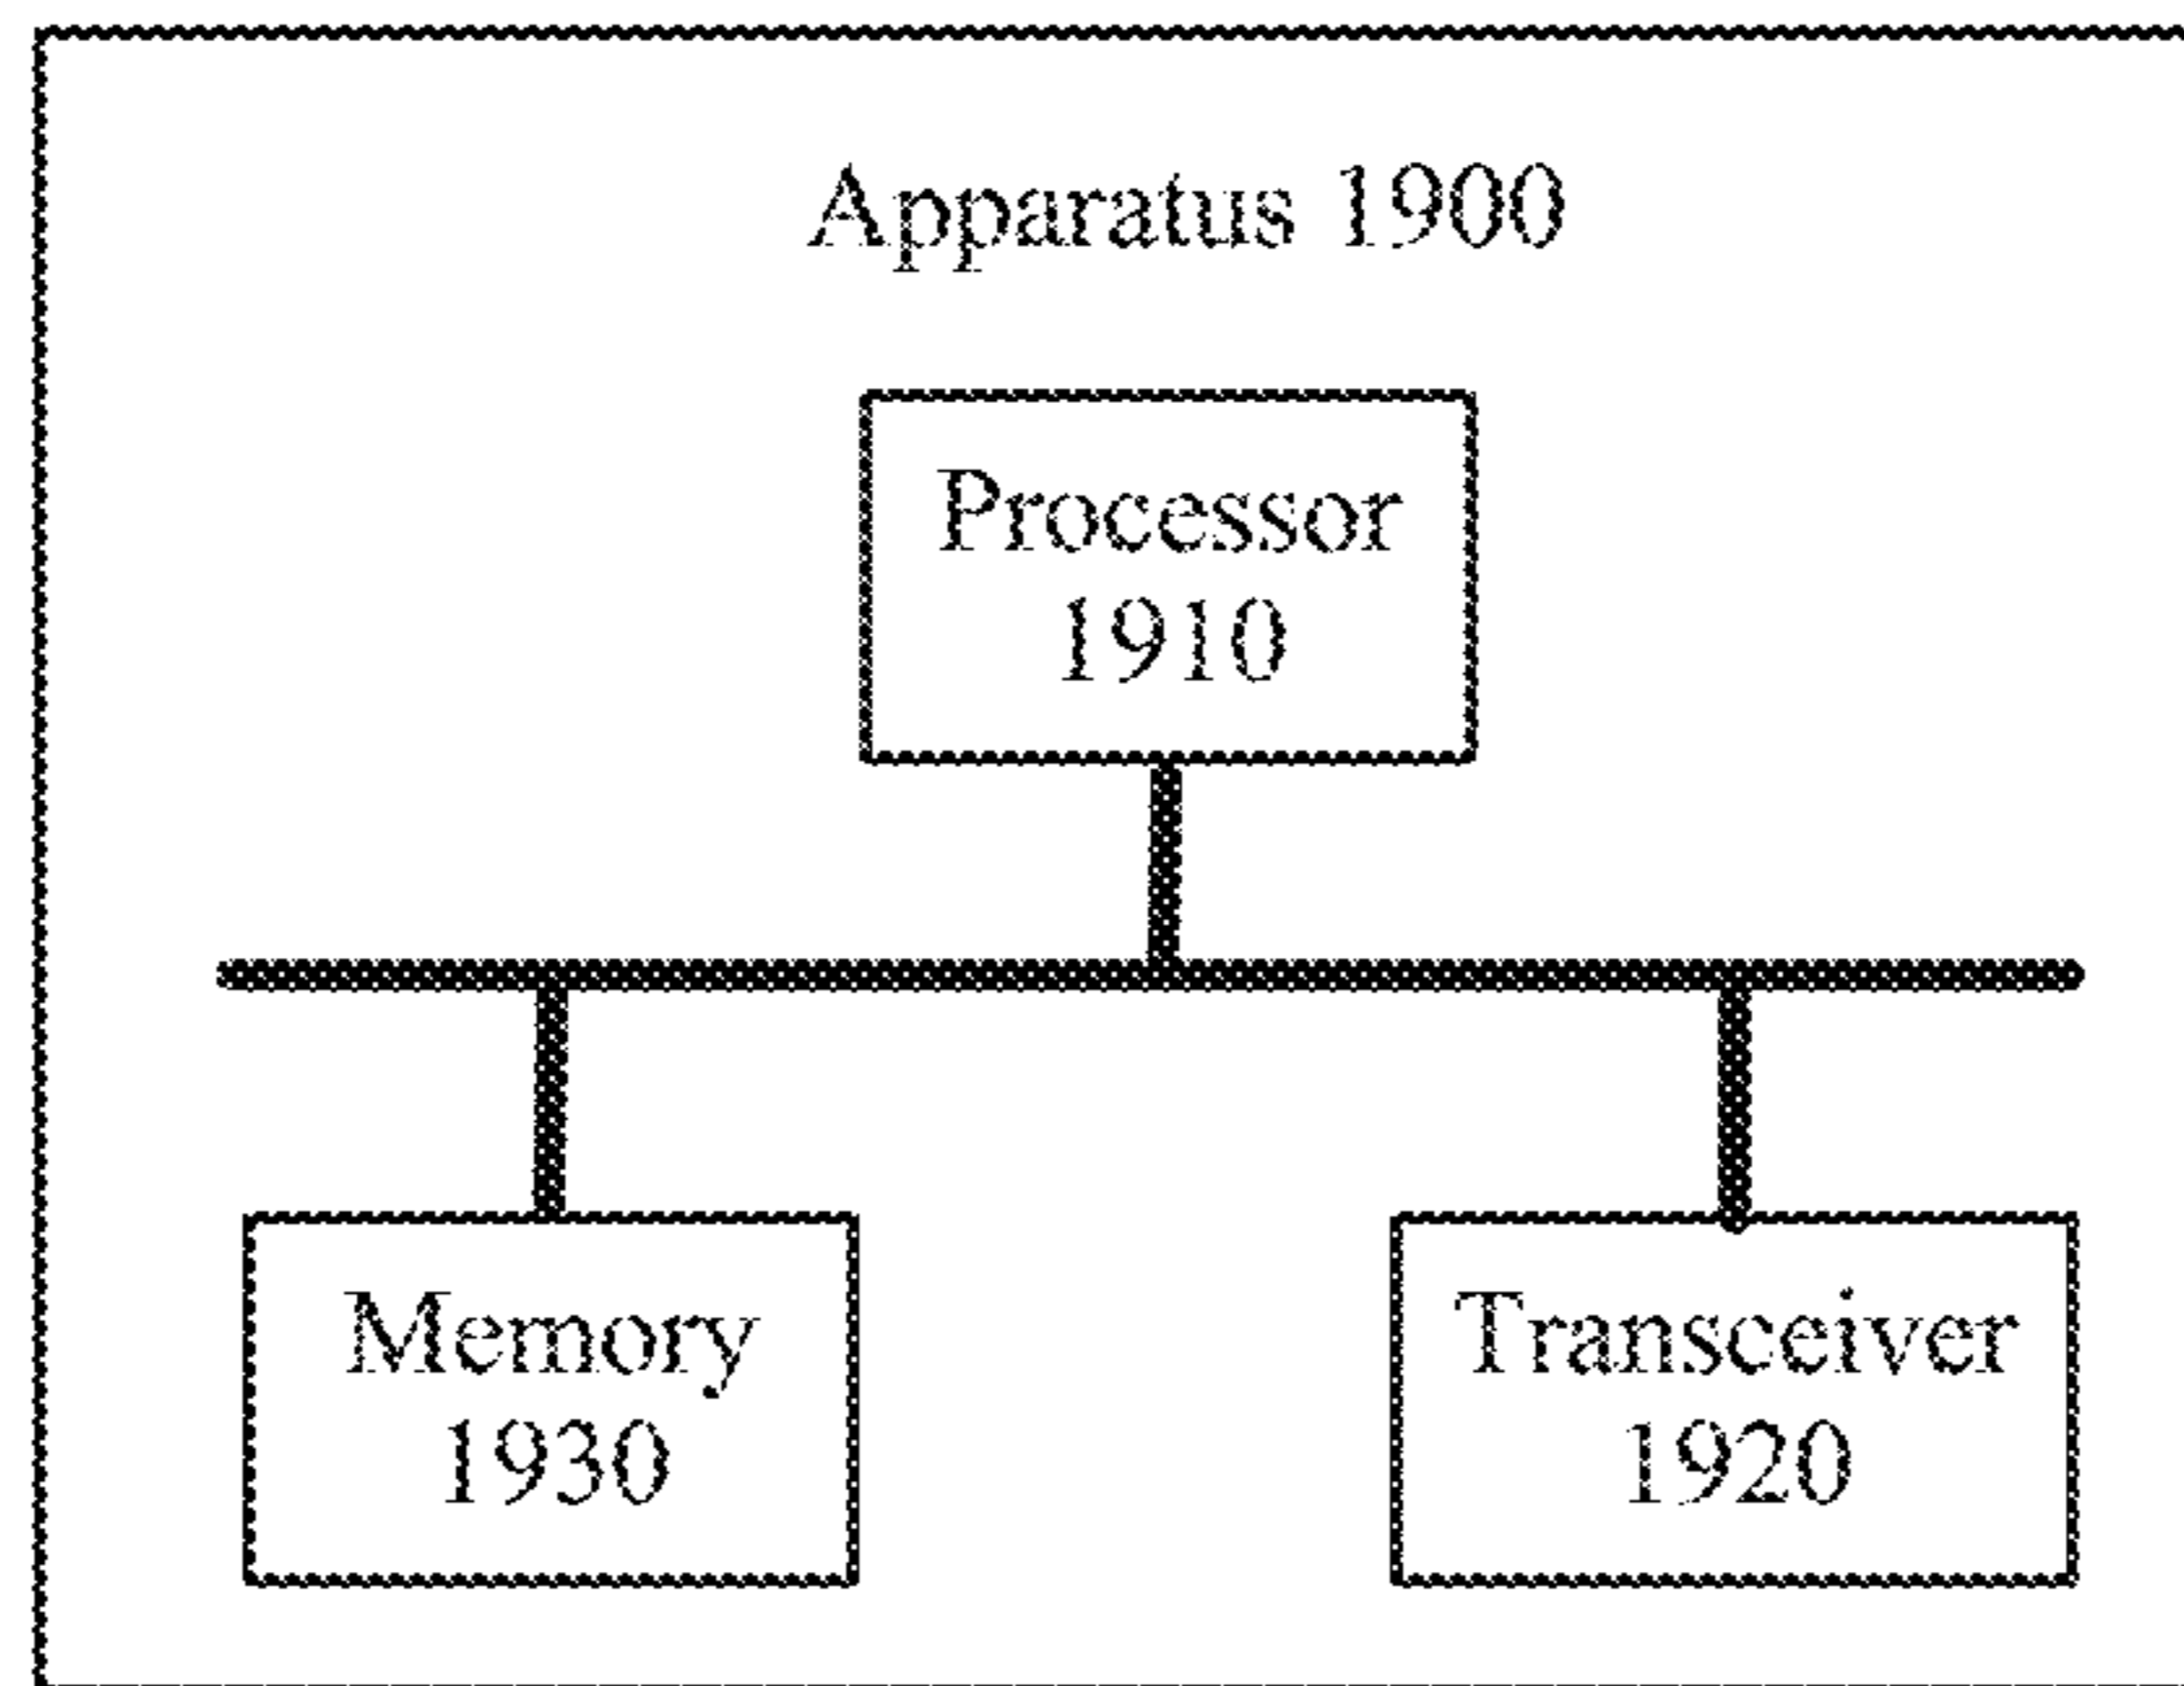 Apparatus 1900
Processor
1910
Memory
1930
Transceiver
1920